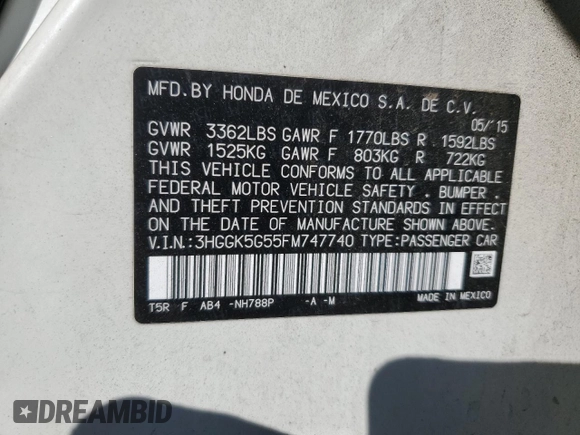 MFD.BY HONDA DE MEXICO S.A. DE C.V.
05/'15
GVWR 3362LBS GAWR F 1770LBS R 1592LBS
GVWR 1525KG GAWR F 803KG R 722KG
THIS VEHICLE CONFORMS TO ALL APPLICABLE
FEDERAL MOTOR VEHICLE SAFETY . BUMPER .
AND THEFT PREVENTION STANDARDS IN EFFECT
ON THE DATE OF MANUFACTURE SHOWN ABOVE.
V.I.N.:3HGGK5G55FM747740 TYPE:PASSENGER CAR
T5R F AB4 -NH788P -A -M
MADE IN MEXICO
DREAMBID